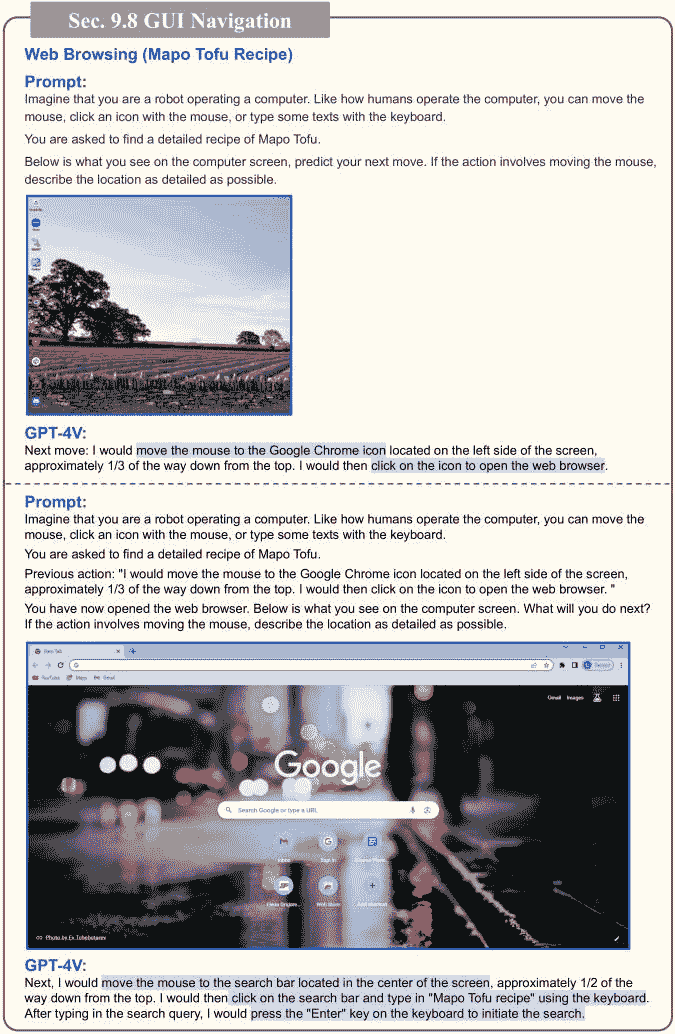 Sec. 9.8 GUI Navigation
Web Browsing (Mapo Tofu Recipe)
Prompt:
Imagine that you are a robot operating a computer. Like how humans operate the computer, you can move the
mouse, click an icon with the mouse, or type some texts with the keyboard.
You are asked to find a detailed recipe of Mapo Tofu.
Below is what you see on the computer screen, predict your next move. If the action involves moving the mouse,
describe the location as detailed as possible.
GPT-4V:
Next move: I would move the mouse to the Google Chrome icon located on the left side of the screen,
approximately 1/3 of the way down from the top. I would then click on the icon to open the web browser.
Prompt:
Imagine that you are a robot operating a computer. Like how humans operate the computer, you can move the
mouse, click an icon with the mouse, or type some texts with the keyboard.
You are asked to find a detailed recipe of Mapo Tofu.
Previous action: "I would move the mouse to the Google Chrome icon located on the left side of the screen,
approximately 1/3 of the way down from the top. I would then click on the icon to open the web browser. "
You have now opened the web browser. Below is what you see on the computer screen. What will you do next?
If the action involves moving the mouse, describe the location as detailed as possible.
New Tab
YouTube Maps Gmail
Gmail Images
Google
Search Google or type a URL
Sign in
Web Store
Add shortcut
Photo by Ev Tchebotarev
GPT-4V:
Next, I would move the mouse to the search bar located in the center of the screen, approximately 1/2 of the
way down from the top. I would then click on the search bar and type in "Mapo Tofu recipe" using the keyboard.
After typing in the search query, I would press the "Enter" key on the keyboard to initiate the search.